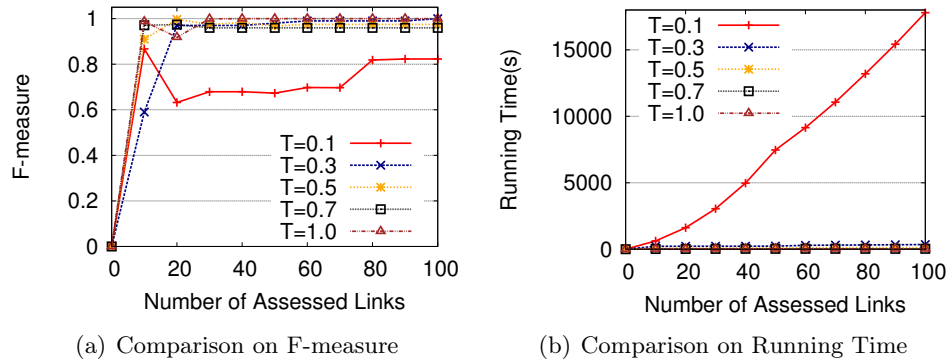 F-measure
1
0.8
0.6
0.4
0.2
0
T=0.1
T=0.3
T=0.5
T=0.7
T=1.0
0 20 40 60 80 100
Number of Assessed Links
(a) Comparison on F-measure
Running Time(s)
15000
10000
5000
0
T=0.1
T=0.3
T=0.5
T=0.7
T=1.0
0 20 40 60 80 100
Number of Assessed Links
(b) Comparison on Running Time